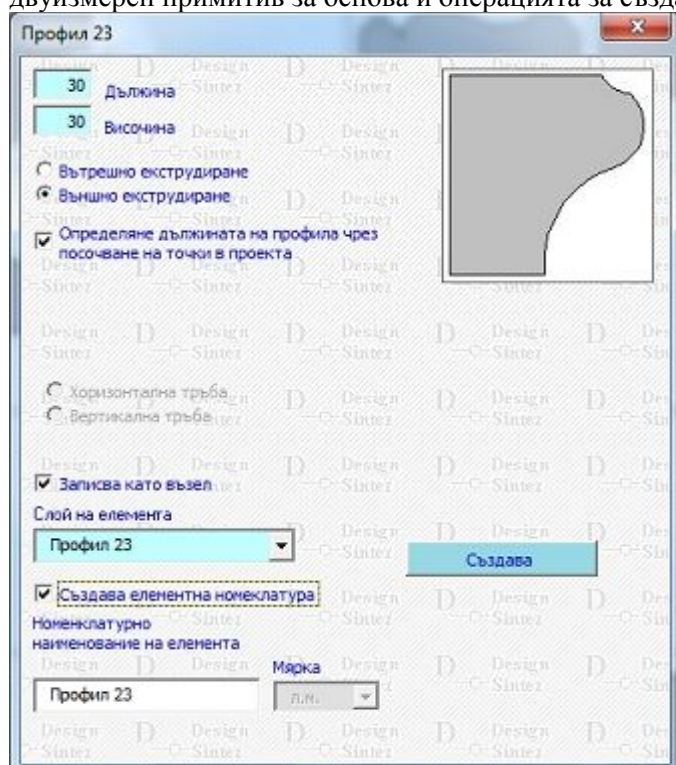 двуизмерен примитив за основа и операцията за създа
Профил 23
30 Дължина
30 Височина
Вътрешно екструдиране
Външно екструдиране
Определяне дължината на профила чрез
посочване на точки в проекта
Хоризонтална тръба
Вертикална тръба
Записва като възел
Слой на елемента
Профил 23
Създава
Създава елементна номеклатура
Номенклатурно
наименование на елемента
Мярка
Профил 23
л.м.
Design
Sintez